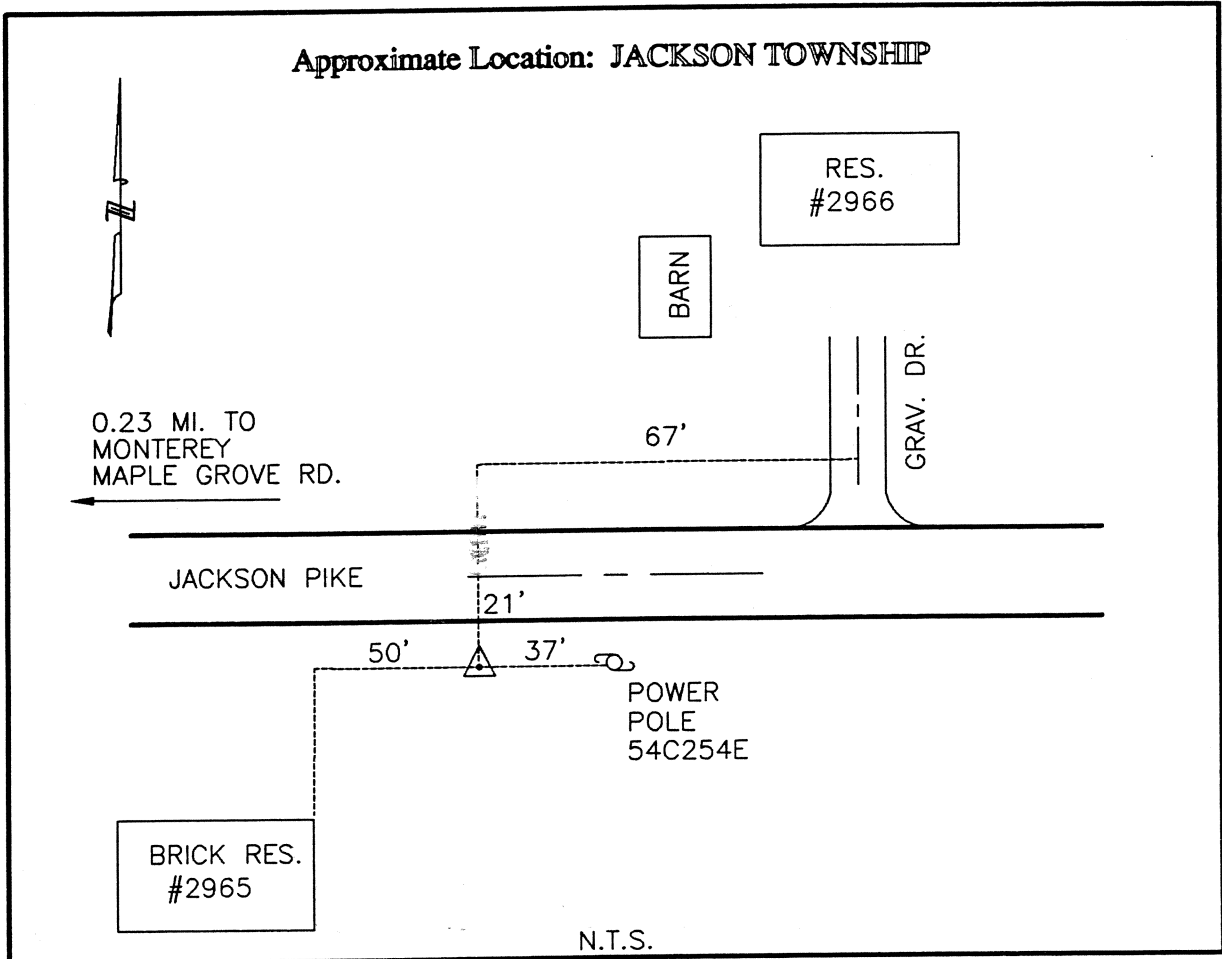 Approximate Location: JACKSON TOWNSHIP
N
RES.
#2966
BARN
GRAV. DR.
0.23 MI. TO
MONTEREY
MAPLE GROVE RD.
67'
JACKSON PIKE
21'
50'
37'
POWER
POLE
54C254E
BRICK RES.
#2965
N.T.S.